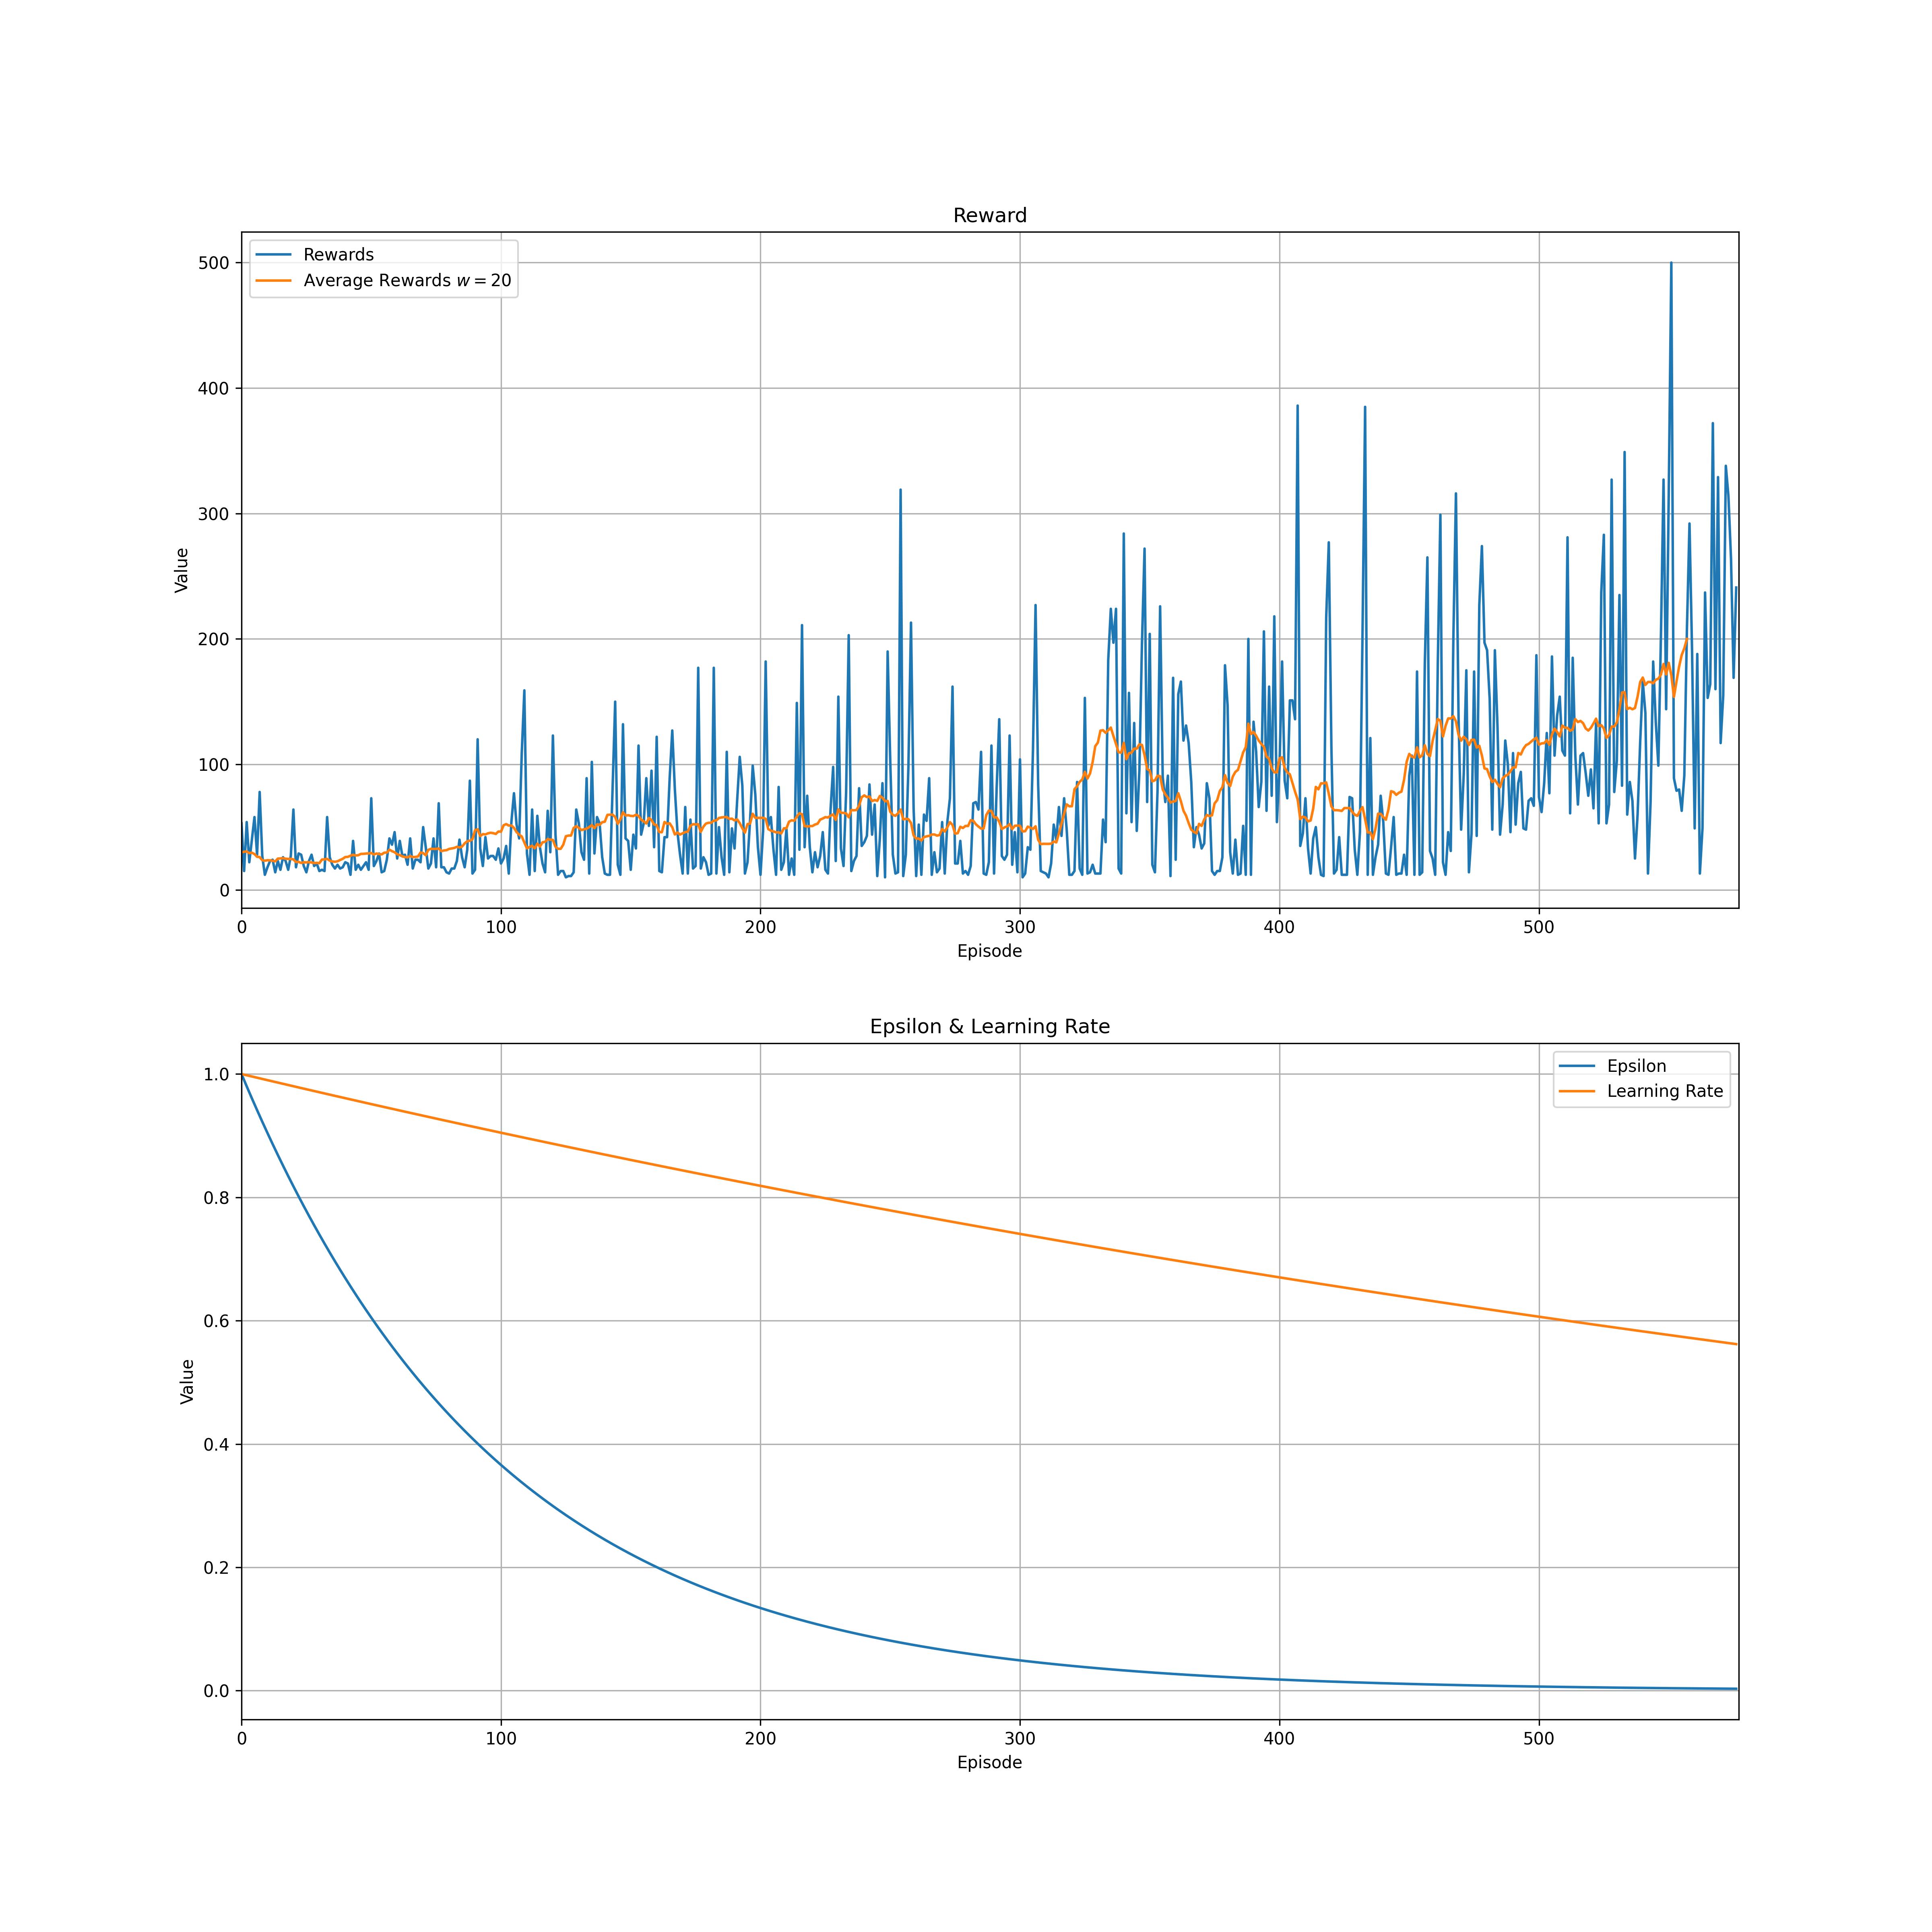 Reward
Rewards
Average Rewards w = 20
500
400
300
200
100
0
Value
0 100 200 300 400 500
Episode
Epsilon & Learning Rate
Epsilon
Learning Rate
1.0
0.8
0.6
0.4
0.2
0.0
Value
0 100 200 300 400 500
Episode